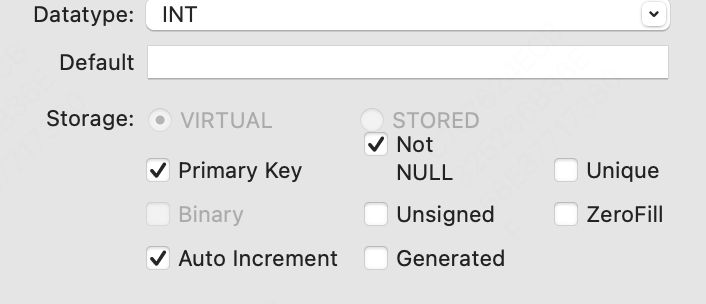 Datatype: INT
Default
Storage: VIRTUAL STORED
Primary Key Not NULL Unique
Binary Unsigned ZeroFill
Auto Increment Generated